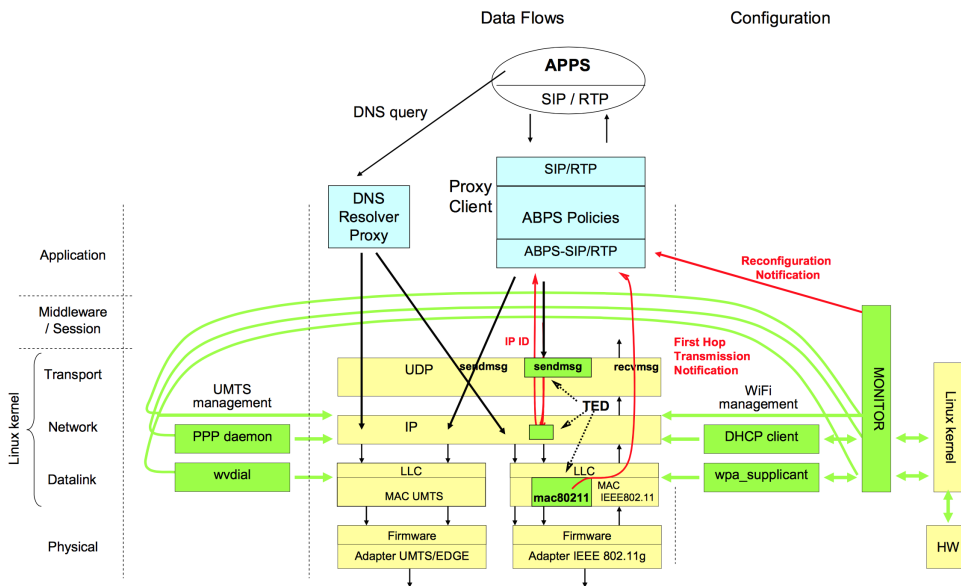 Data Flows
Configuration
APPS
SIP / RTP
DNS query
SIP/RTP
Proxy
Client
ABPS Policies
ABPS-SIP/RTP
DNS
Resolver
Proxy
Application
Reconfiguration
Notification
Middleware
/ Session
IP ID
First Hop
Transmission
Notification
Linux kernel
Transport
UDP
sendmsg
sendmsg
recvmsg
MONITOR
Linux kernel
UMTS
management
TED
WiFi
management
Network
PPP daemon
IP
DHCP client
Datalink
wvdial
LLC
MAC UMTS
LLC
mac80211
MAC
IEEE802.11
wpa_supplicant
Physical
Firmware
Adapter UMTS/EDGE
Firmware
Adapter IEEE 802.11g
HW